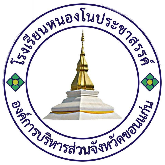 โรงเรียนหนองโนประชาสรรค์
องค์การบริหารส่วนจังหวัดขอนแก่น